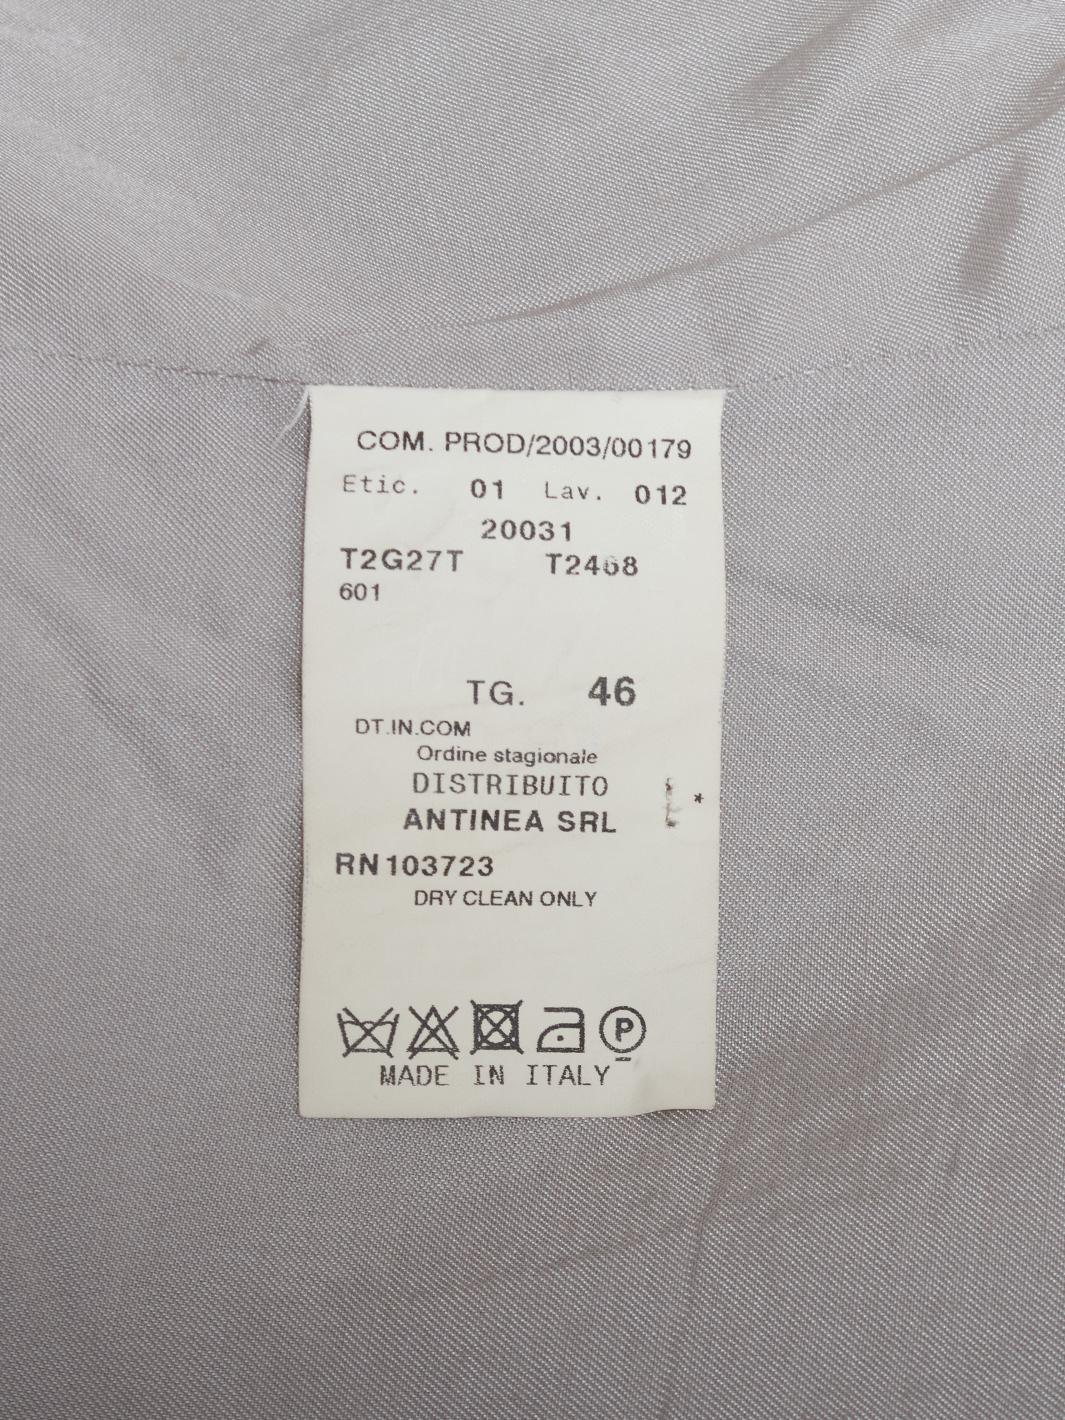 COM. PROD/2003/00179
Etic. 01 Lav. 012
20031
T2G27T T2468
601
TG. 46
DT.IN.COM
Ordine stagionale
DISTRIBUITO
*
ANTINEA SRL
RN103723
DRY CLEAN ONLY
P
MADE IN ITALY